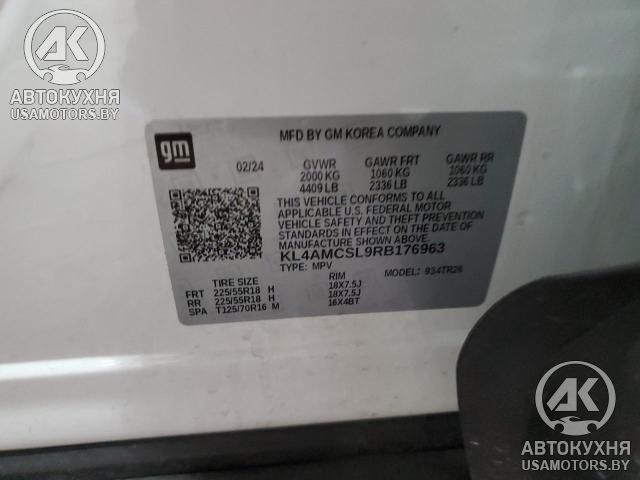 АК
АВТОКУХНЯ
USAMOTORS.BY
gm
MFD BY GM KOREA COMPANY
02/24 GVWR GAWR FRT GAWR RR
2000 KG 1060 KG 1060 KG
4409 LB 2336 LB 2336 LB
THIS VEHICLE CONFORMS TO ALL
APPLICABLE U.S. FEDERAL MOTOR
VEHICLE SAFETY AND THEFT PREVENTION
STANDARDS IN EFFECT ON THE DATE OF
MANUFACTURE SHOWN ABOVE.
KL4AMCSL9RB176963
TYPE: MPV MODEL: 934TR26
TIRE SIZE RIM
FRT 225/55R18 H 18X7.5J
RR 225/55R18 H 18X7.5J
SPA T125/70R16 M 16X4BT
АК
АВТОКУХНЯ
USAMOTORS.BY